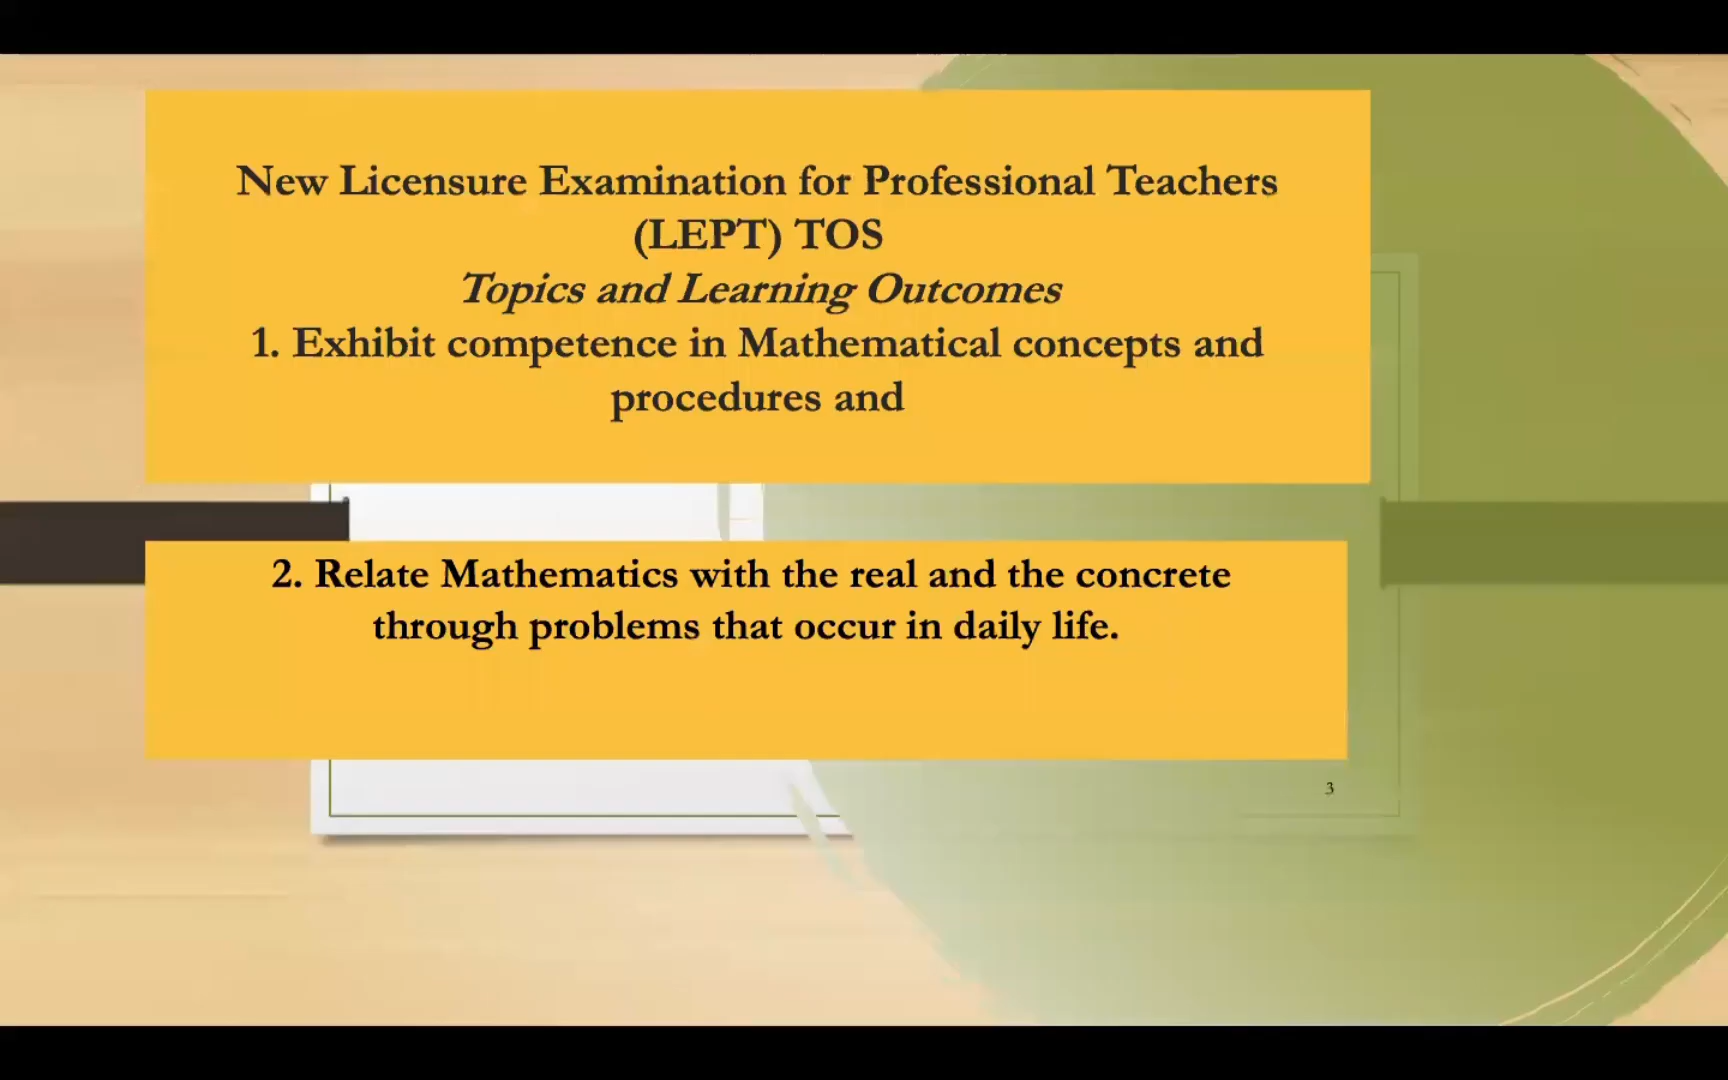 New Licensure Examination for Professional Teachers
(LEPT) TOS
Topics and Learning Outcomes
1. Exhibit competence in Mathematical concepts and
procedures and
2. Relate Mathematics with the real and the concrete
through problems that occur in daily life.
3